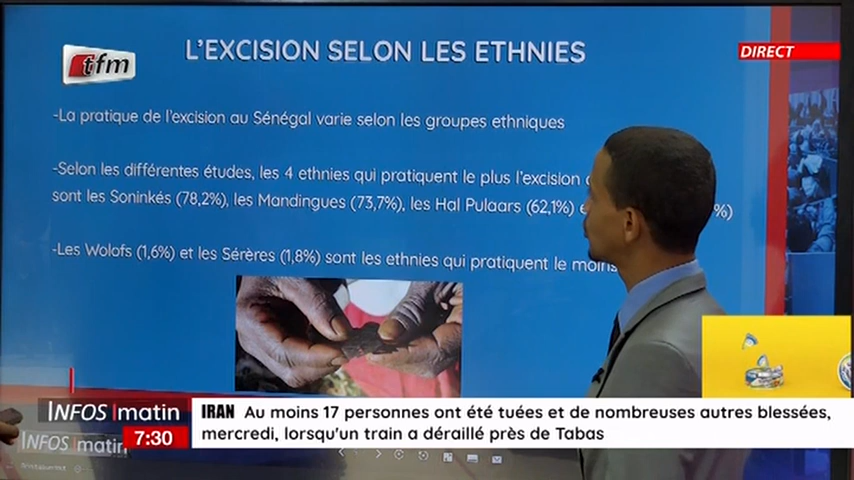 L'EXCISION SELON LES ETHNIES
tfm
DIRECT
-La pratique de l'excision au Sénégal varie selon les groupes ethniques
-Selon les différentes études, les 4 ethnies qui pratiquent le plus l'excision
sont les Soninkés (78,2%), les Mandingues (73,7%), les Hal Pulaars (62,1%) %)
-Les Wolofs (1,6%) et les Sérères (1,8%) sont les ethnies qui pratiquent le moins
INFOS matin
IRAN Au moins 17 personnes ont été tuées et de nombreuses autres blessées,
7:30
mercredi, lorsqu'un train a déraillé près de Tabas
INFOS matin